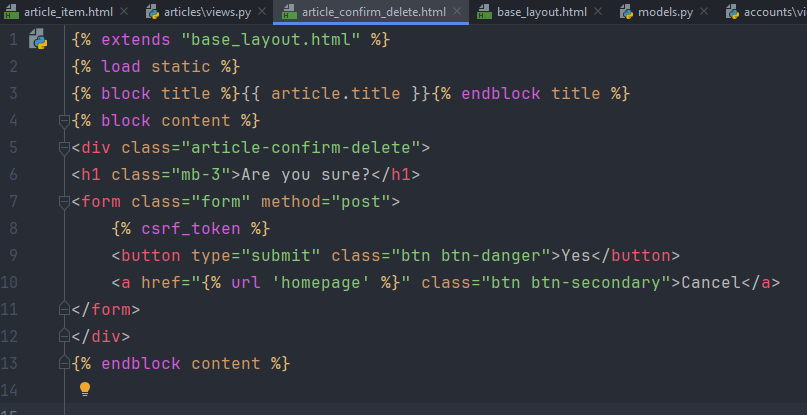 article_item.html articles\views.py article_confirm_delete.html base_layout.html models.py accounts\vi
1 {% extends "base_layout.html" %}
2 {% load static %}
3 {% block title %}{{ article.title }}{% endblock title %}
4 {% block content %}
5 <div class="article-confirm-delete">
6 <h1 class="mb-3">Are you sure?</h1>
7 <form class="form" method="post">
8 {% csrf_token %}
9 <button type="submit" class="btn btn-danger">Yes</button>
10 <a href="{% url 'homepage' %}" class="btn btn-secondary">Cancel</a>
11 </form>
12 </div>
13 {% endblock content %}
14
15